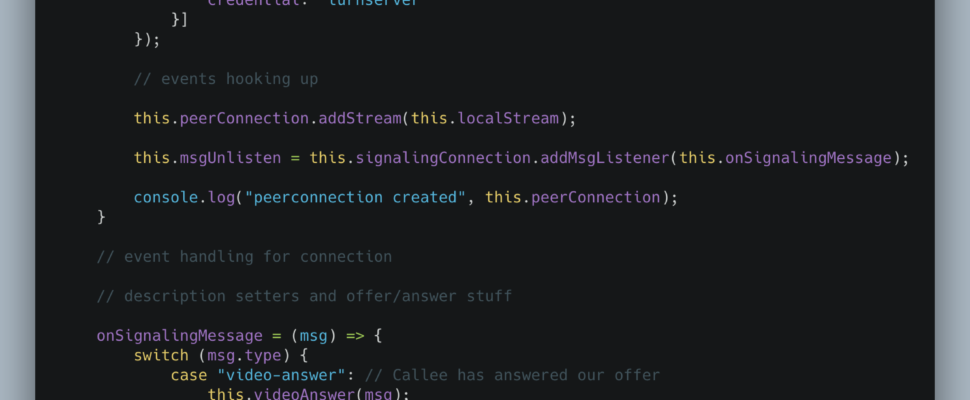 credential: "turnserver"
}]
});
// events hooking up
this.peerConnection.addStream(this.localStream);
this.msgUnlisten = this.signalingConnection.addMsgListener(this.onSignalingMessage);
console.log("peerconnection created", this.peerConnection);
}
// event handling for connection
// description setters and offer/answer stuff
onSignalingMessage = (msg) => {
switch (msg.type) {
case "video-answer": // Callee has answered our offer
this.videoAnswer(msg);